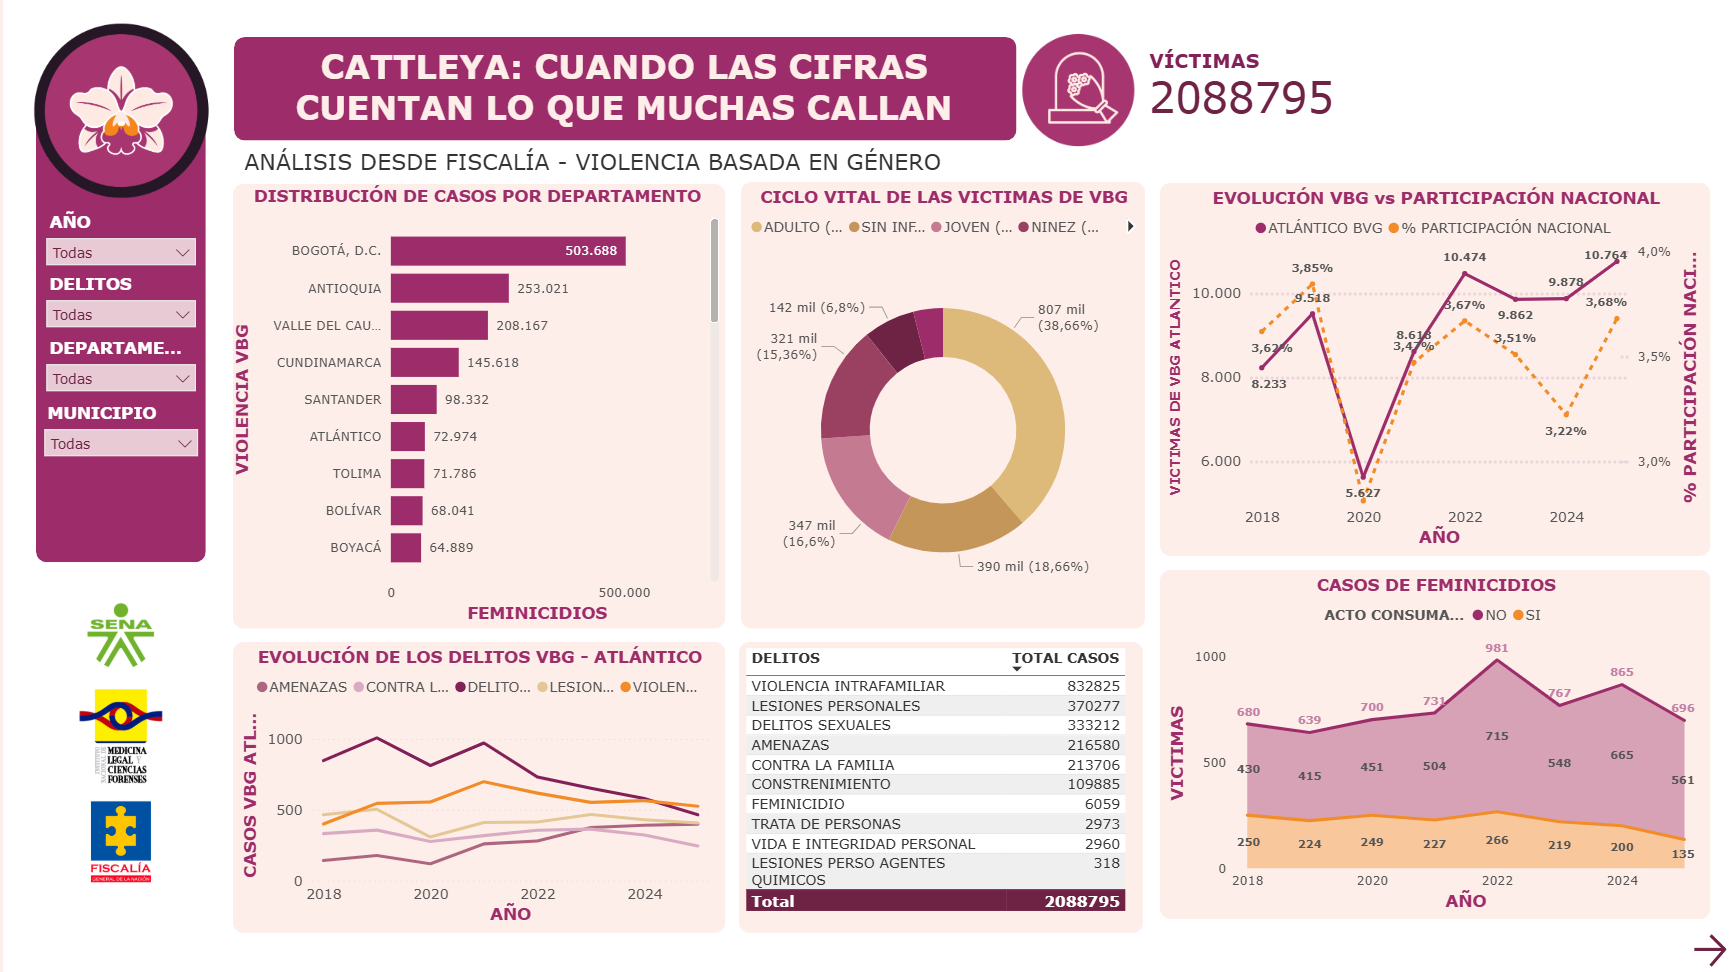 CATTLEYA: CUANDO LAS CIFRAS
CUENTAN LO QUE MUCHAS CALLAN
VÍCTIMAS
2088795
ANÁLISIS DESDE FISCALÍA - VIOLENCIA BASADA EN GÉNERO
AÑO
Todas
DELITOS
Todas
DEPARTAME...
Todas
MUNICIPIO
Todas
SENA
INSTITUTO NACIONAL DE
MEDICINA
LEGAL Y
CIENCIAS
FORENSES
FISCALÍA
GENERAL DE LA NACIÓN
DISTRIBUCIÓN DE CASOS POR DEPARTAMENTO
VIOLENCIA VBG
BOGOTÁ, D.C. 503.688
ANTIOQUIA 253.021
VALLE DEL CAU... 208.167
CUNDINAMARCA 145.618
SANTANDER 98.332
ATLÁNTICO 72.974
TOLIMA 71.786
BOLÍVAR 68.041
BOYACÁ 64.889
0 500.000
FEMINICIDIOS
CICLO VITAL DE LAS VICTIMAS DE VBG
ADULTO (... SIN INF... JOVEN (... NINEZ (...
142 mil (6,8%)
807 mil
(38,66%)
321 mil
(15,36%)
347 mil
(16,6%)
390 mil (18,66%)
EVOLUCIÓN VBG vs PARTICIPACIÓN NACIONAL
ATLÁNTICO BVG % PARTICIPACIÓN NACIONAL
VICTIMAS DE VBG ATLANTICO
% PARTICIPACIÓN NACI...
10.000
8.000
6.000
4,0%
3,5%
3,0%
8.233
9.518
5.627
8.618
10.474
9.862
9.878
10.764
3,62%
3,85%
3,47%
3,67%
3,51%
3,22%
3,68%
2018 2020 2022 2024
AÑO
EVOLUCIÓN DE LOS DELITOS VBG - ATLÁNTICO
AMENAZAS CONTRA L... DELITO... LESION... VIOLEN...
CASOS VBG ATL...
1000
500
0
2018 2020 2022 2024
AÑO
DELITOS TOTAL CASOS
VIOLENCIA INTRAFAMILIAR 832825
LESIONES PERSONALES 370277
DELITOS SEXUALES 333212
AMENAZAS 216580
CONTRA LA FAMILIA 213706
CONSTRENIMIENTO 109885
FEMINICIDIO 6059
TRATA DE PERSONAS 2973
VIDA E INTEGRIDAD PERSONAL 2960
LESIONES PERSO AGENTES 318
QUIMICOS
Total 2088795
CASOS DE FEMINICIDIOS
ACTO CONSUMA... NO SI
VICTIMAS
1000
500
0
680 639 700 731 981 767 865 696
430 415 451 504 715 548 665 561
250 224 249 227 266 219 200 135
2018 2020 2022 2024
AÑO